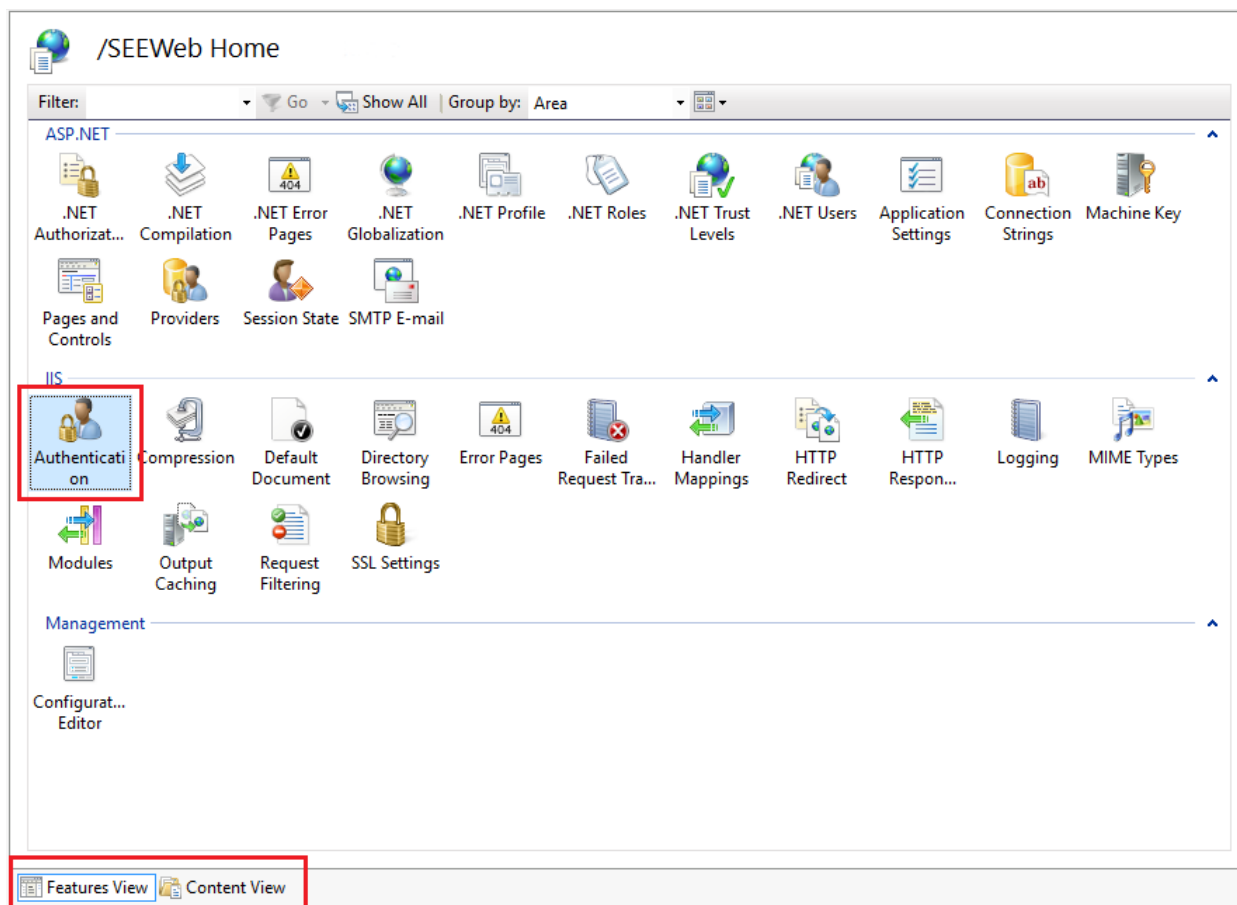 /SEEWeb Home
Filter: Go Show All Group by: Area
ASP.NET
.NET Authorizat...
.NET Compilation
.NET Error Pages
.NET Globalization
.NET Profile
.NET Roles
.NET Trust Levels
.NET Users
Application Settings
Connection Strings
Machine Key
Pages and Controls
Providers
Session State
SMTP E-mail
IIS
Authenticati on
Compression
Default Document
Directory Browsing
Error Pages
Failed Request Tra...
Handler Mappings
HTTP Redirect
HTTP Respon...
Logging
MIME Types
Modules
Output Caching
Request Filtering
SSL Settings
Management
Configurat... Editor
Features View Content View